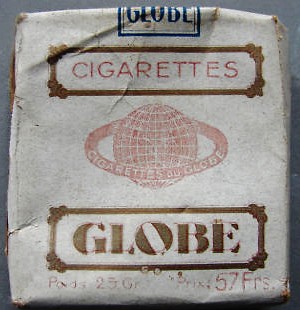 GLOBE
CIGARETTES
CIGARETTES DU GLOBE
GLOBE
Poids 25 Gr. Prix: 57 Frs.